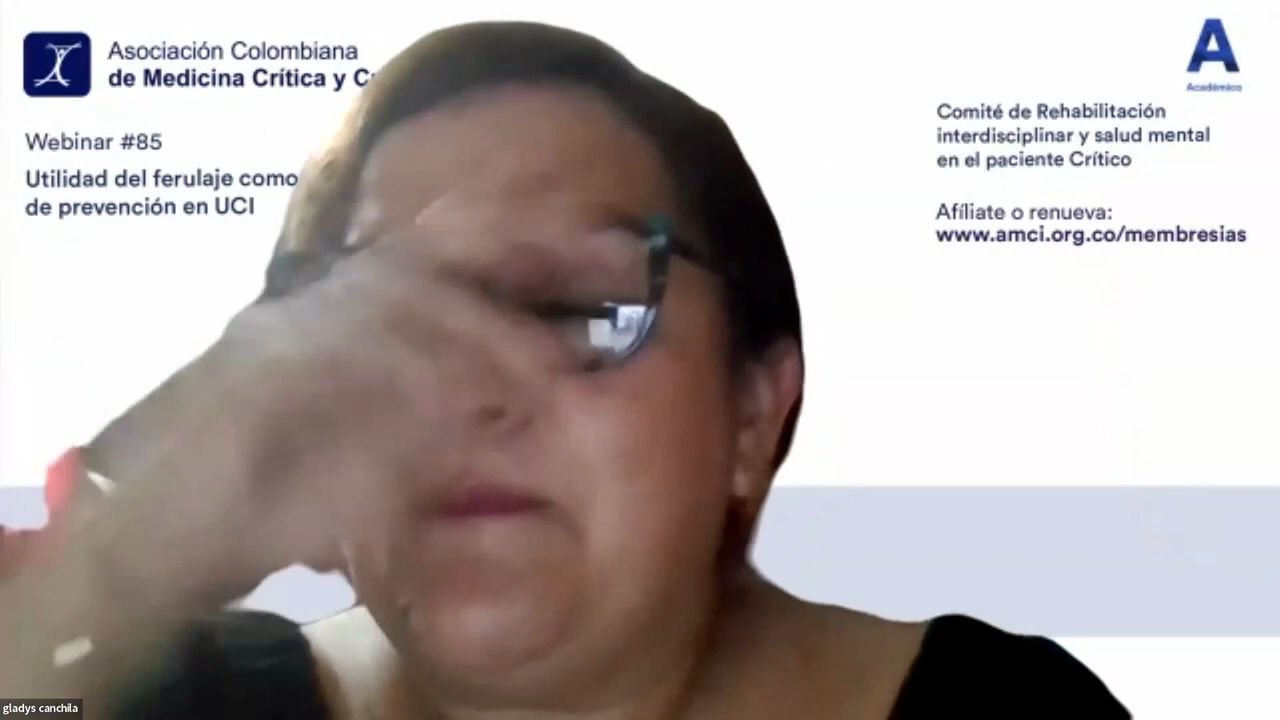 Asociación Colombiana
de Medicina Crítica y
Webinar #85
Utilidad del ferulaje como
de prevención en UCI
A
Académico
Comité de Rehabilitación
interdisciplinar y salud mental
en el paciente Crítico
Afíliate o renueva:
www.amci.org.co/membresias
gladys canchila